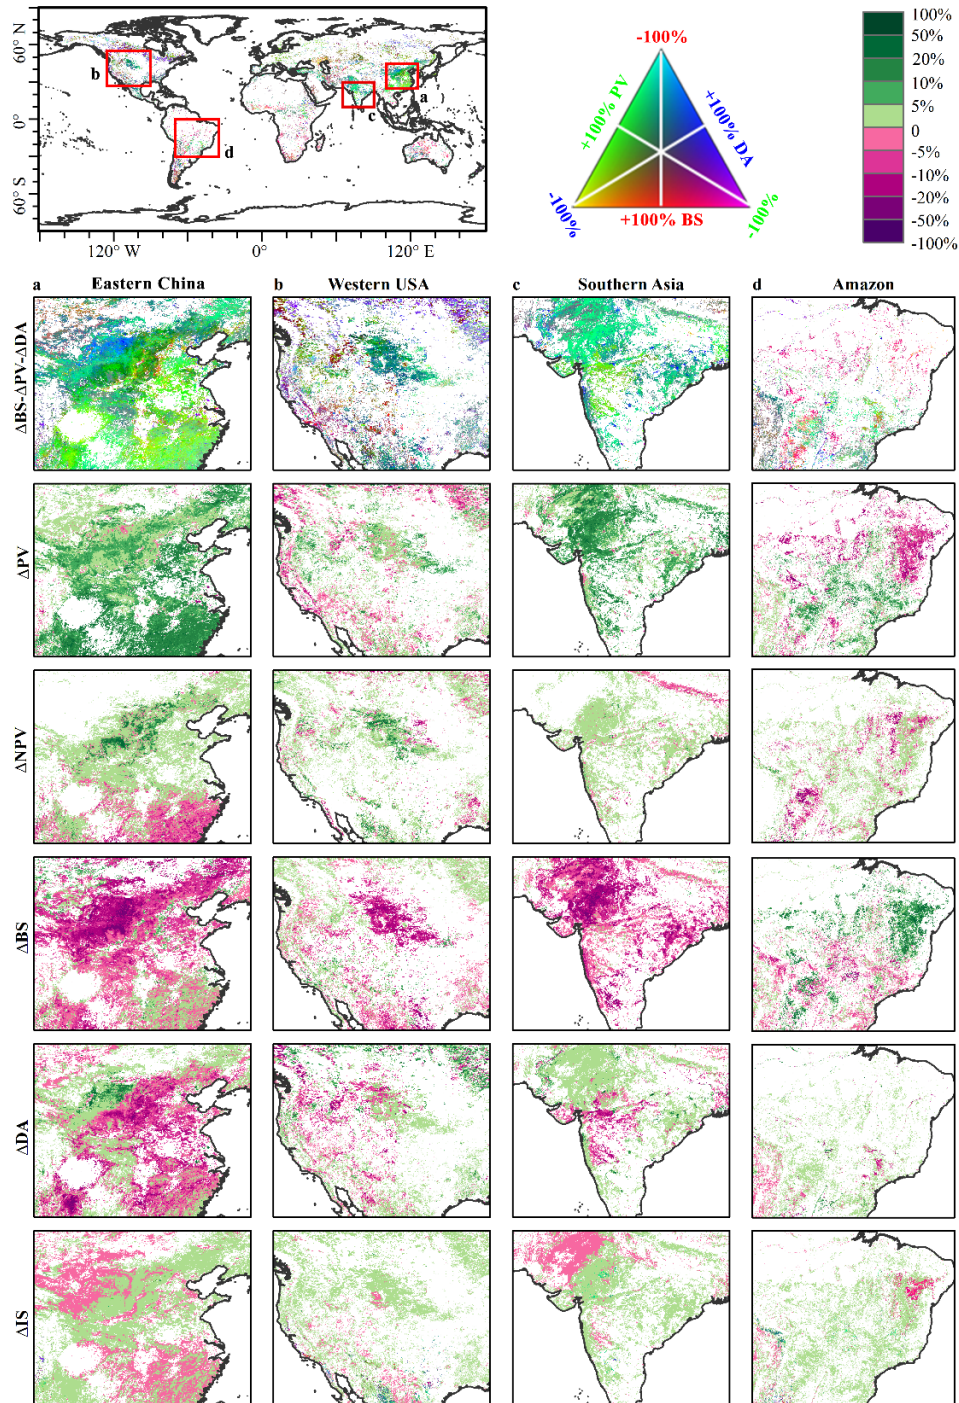 60° N
0°
60° S
120° W
0°
120° E
b
a
c
d
-100%
+100% PV
+100% DA
-100%
+100% BS
-100%
100%
50%
20%
10%
5%
0
-5%
-10%
-20%
-50%
-100%
a Eastern China
b Western USA
c Southern Asia
d Amazon
ΔBS-ΔPV-ΔDA
ΔPV
ΔNPV
ΔBS
ΔDA
ΔIS